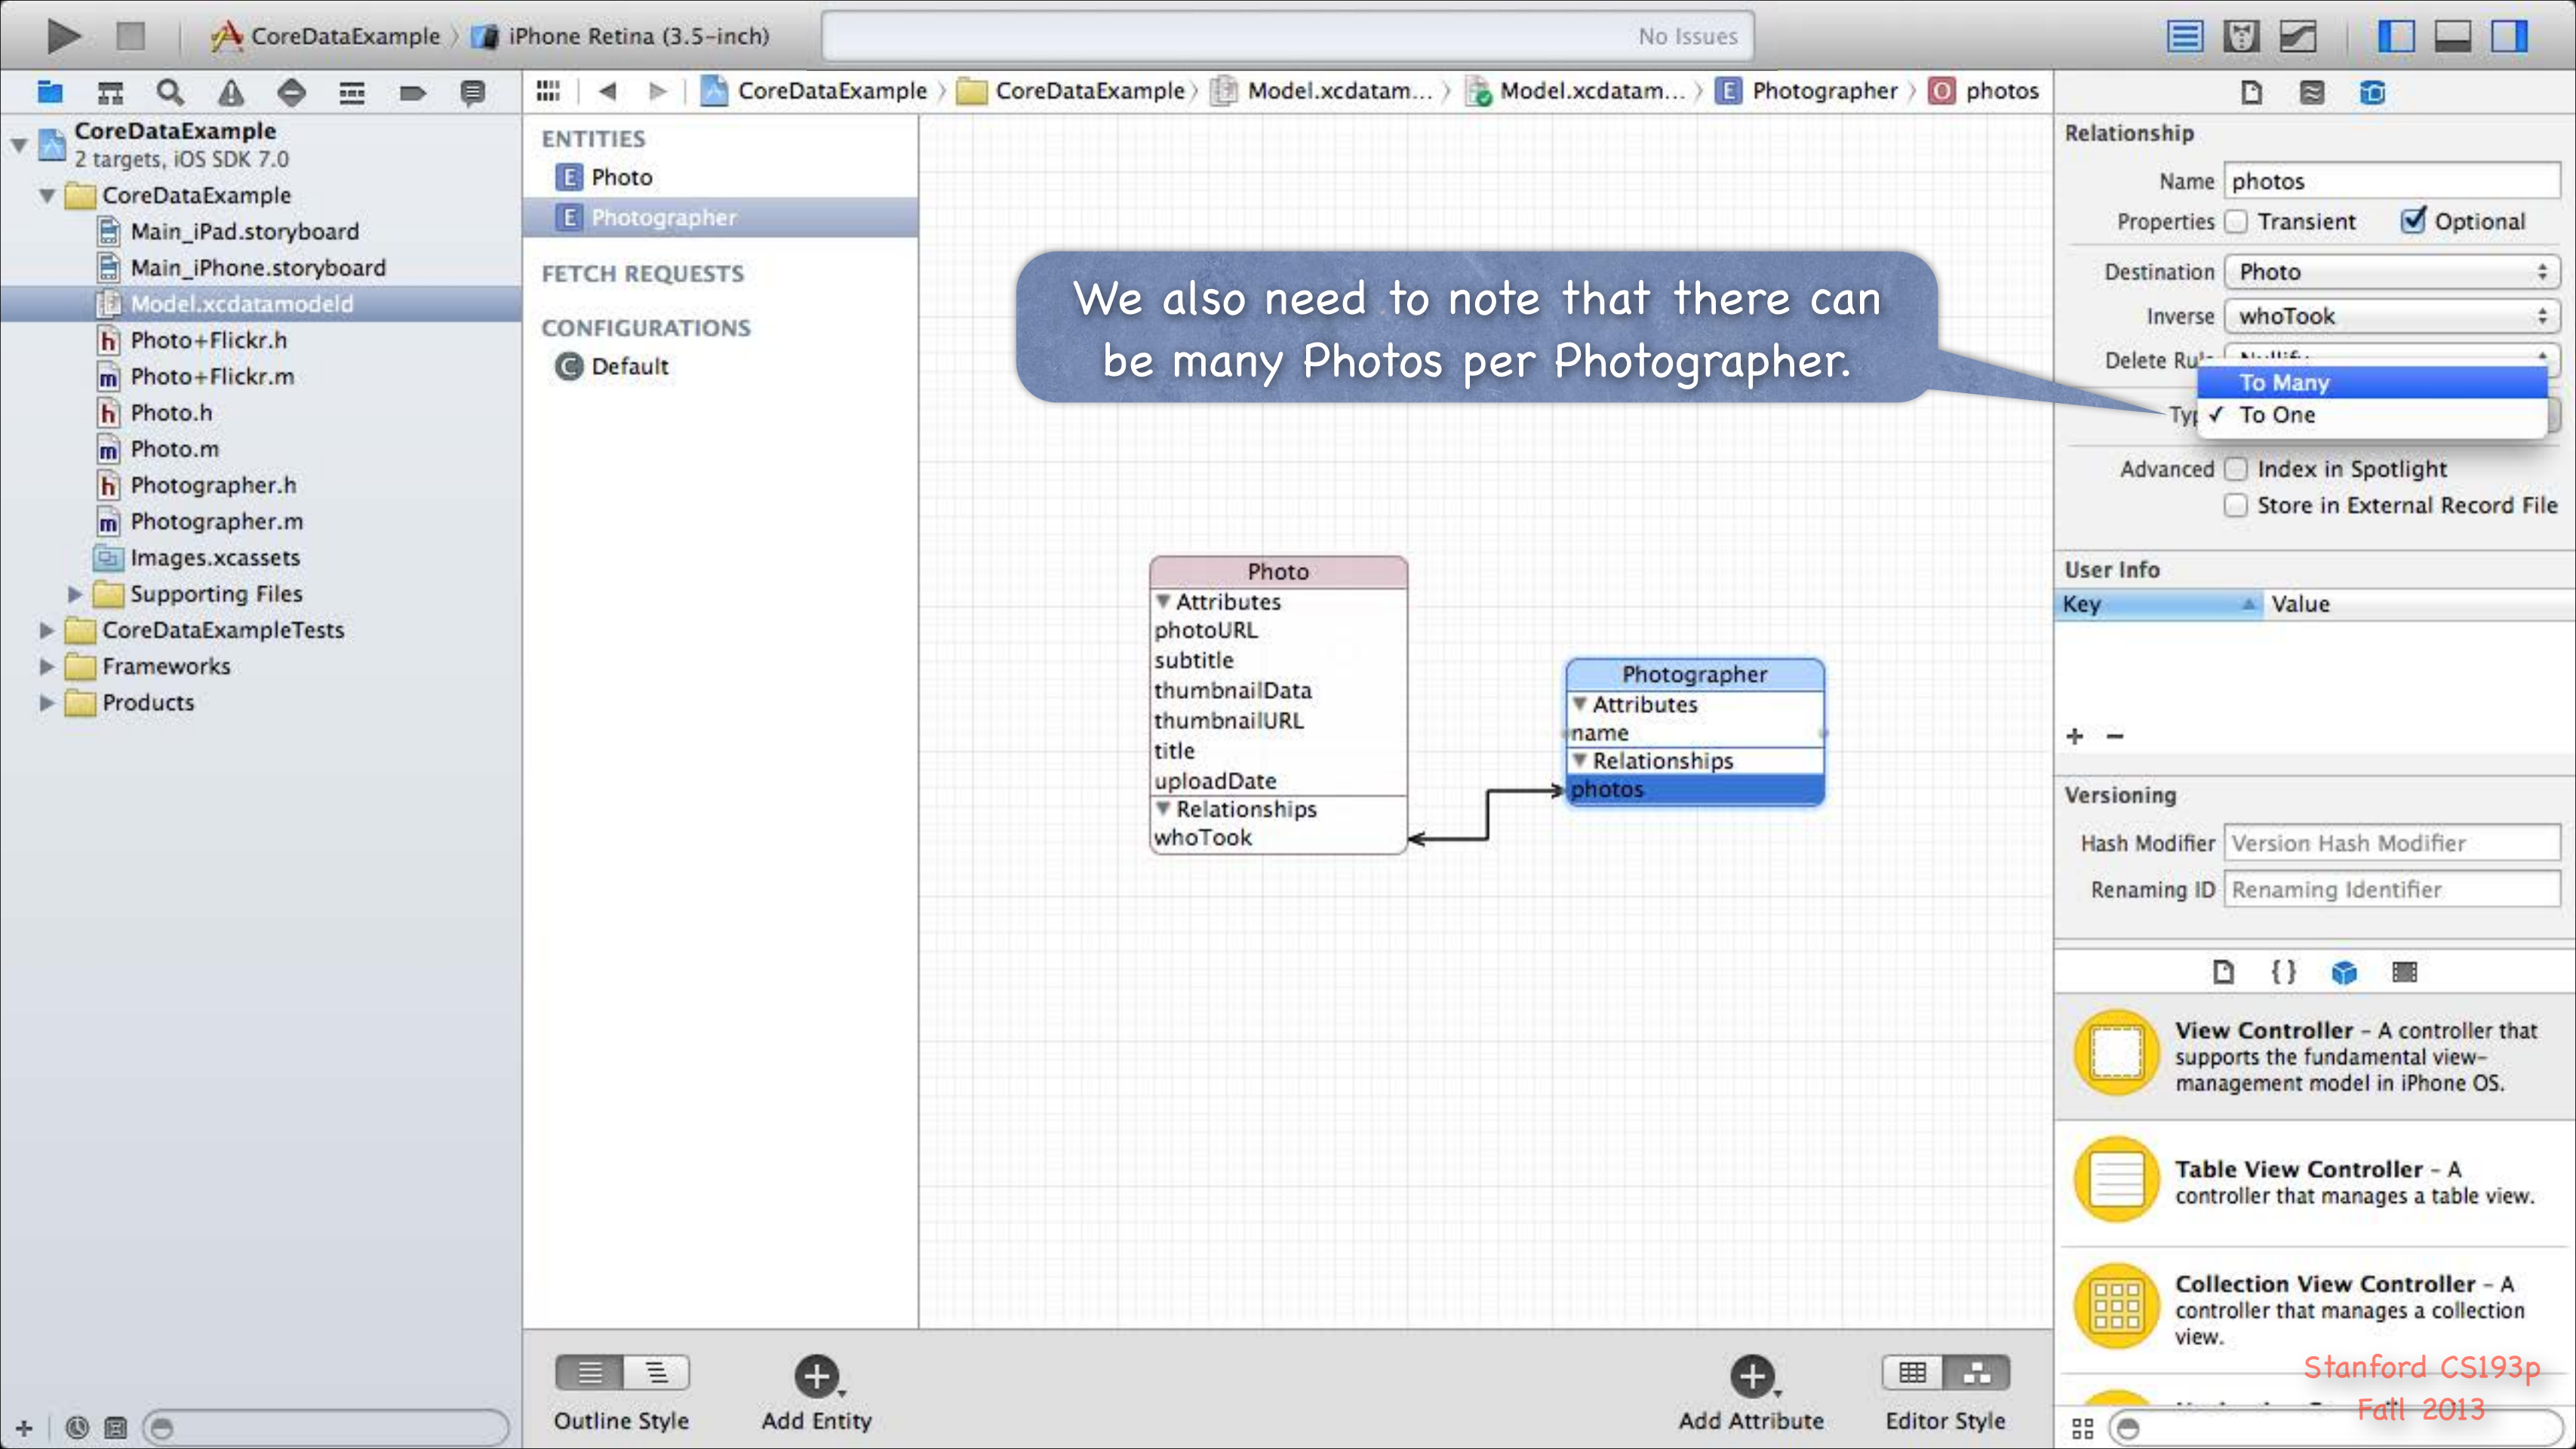 CoreDataExample
iPhone Retina (3.5-inch)
No Issues
CoreDataExample
CoreDataExample
Model.xcdatam...
Model.xcdatam...
E Photographer
photos
CoreDataExample
2 targets, iOS SDK 7.0
CoreDataExample
Main_iPad.storyboard
Main_iPhone.storyboard
Model.xcdatamodeld
h Photo+Flickr.h
m Photo+Flickr.m
h Photo.h
m Photo.m
h Photographer.h
m Photographer.m
Images.xcassets
Supporting Files
CoreDataExampleTests
Frameworks
Products
ENTITIES
E Photo
E Photographer
FETCH REQUESTS
CONFIGURATIONS
C Default
We also need to note that there can
be many Photos per Photographer.
Photo
Attributes
photoURL
subtitle
thumbnailData
thumbnailURL
title
uploadDate
Relationships
whoTook
Photographer
Attributes
name
Relationships
photos
Outline Style
Add Entity
Add Attribute
Editor Style
Relationship
Name photos
Properties Transient Optional
Destination Photo
Inverse whoTook
Delete
To Many
To One
Advanced Index in Spotlight
Store in External Record File
User Info
Key Value
Versioning
Hash Modifier Version Hash Modifier
Renaming ID Renaming Identifier
View Controller - A controller that
supports the fundamental view-
management model in iPhone OS.
Table View Controller - A
controller that manages a table view.
Collection View Controller - A
controller that manages a collection
view.
Stanford CS193p
Fall 2013